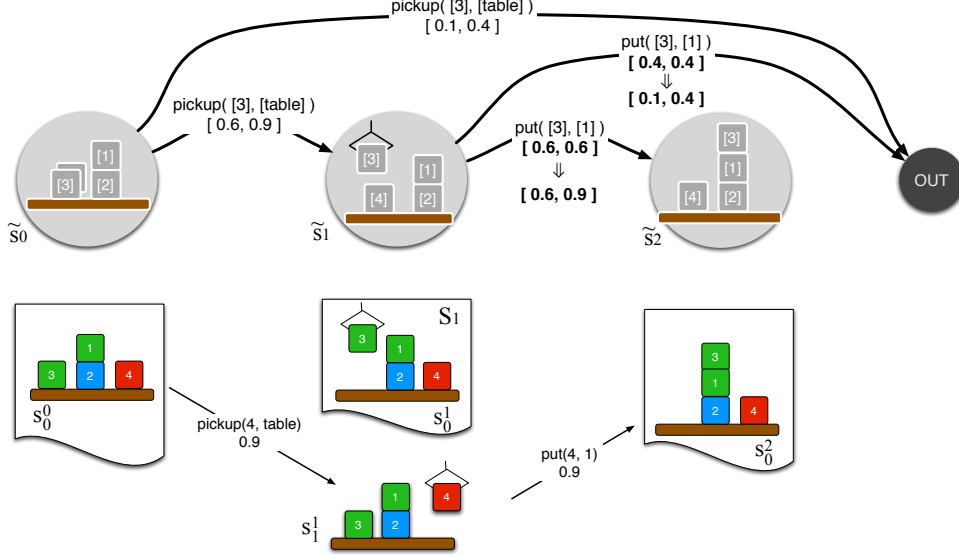 pickup( [3], [table] )
[ 0.1, 0.4 ]
put( [3], [1] )
[ 0.4, 0.4 ]
⇓
[ 0.1, 0.4 ]
pickup( [3], [table] )
[ 0.6, 0.9 ]
put( [3], [1] )
[ 0.6, 0.6 ]
⇓
[ 0.6, 0.9 ]
[1]
[3] [2]
[3]
[1]
[4] [2]
[3]
[1]
[4] [2]
OUT
s̃0
s̃1
s̃2
1
3 2 4
s₀⁰
S1
3
1
2 4
s₀¹
3
1
2 4
s₀²
pickup(4, table)
0.9
put(4, 1)
0.9
4
1
3 2
s₁¹